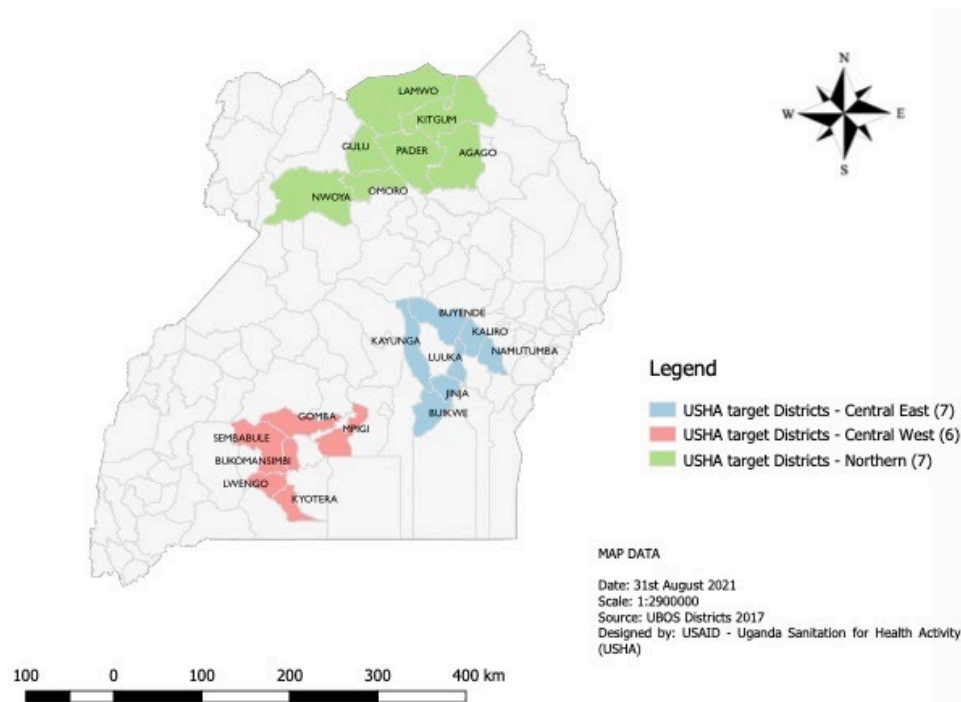 N
W
E
S
LAMWO
KITGUM
GULU
PADER
AGAGO
NWOYA
OMORO
BUYENDE
KALIRO
KAYUNGA
NAMUTUMBA
LUUKA
JINJA
BUIKWE
GOMBA
MPIGI
SEMBABULE
BUKOMANSIMBI
LWENGO
KYOTERA
Legend
USHA target Districts - Central East (7)
USHA target Districts - Central West (6)
USHA target Districts - Northern (7)
MAP DATA
Date: 31st August 2021
Scale: 1:2900000
Source: UBOS Districts 2017
Designed by: USAID - Uganda Sanitation for Health Activity
(USHA)
100 0 100 200 300 400 km